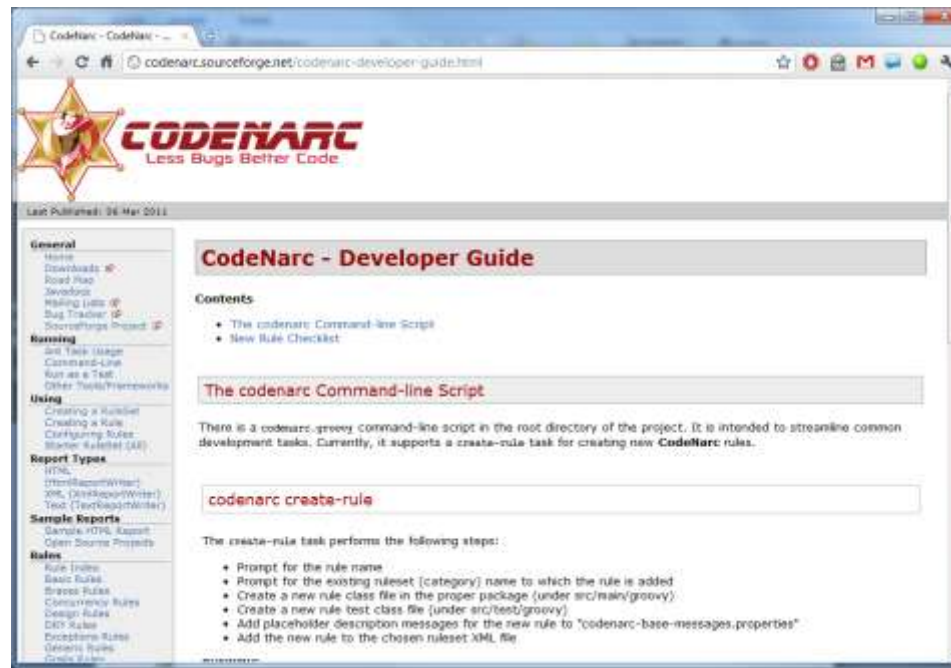 CodeNarc - CodeNarc - ...
codenarc.sourceforge.net/codenarc-developer-guide.html
CODENARC
Less Bugs Better Code
Last Published: 06 Mar 2011
General
Home
Downloads
Road Map
Javadocs
Mailing Lists
Bug Tracker
SourceForge Project
Running
Ant Task Usage
Command-Line
Run as a Test
Other Tools/Frameworks
Using
Creating a RuleSet
Creating a Rule
Configuring Rules
Starter RuleSet (All)
Report Types
HTML
(HtmlReportWriter)
XML (XmlReportWriter)
Text (TextReportWriter)
Sample Reports
Sample HTML Report
Open Source Projects
Rules
Rule Index
Basic Rules
Braces Rules
Concurrency Rules
Design Rules
DRY Rules
Exceptions Rules
Generic Rules
Grails Rules
CodeNarc - Developer Guide
Contents
• The codenarc Command-line Script
• New Rule Checklist
The codenarc Command-line Script
There is a codenarc.groovy command-line script in the root directory of the project. It is intended to streamline common
development tasks. Currently, it supports a create-rule task for creating new CodeNarc rules.
codenarc create-rule
The create-rule task performs the following steps:
• Prompt for the rule name
• Prompt for the existing ruleset (category) name to which the rule is added
• Create a new rule class file in the proper package (under src/main/groovy)
• Create a new rule test class file (under src/test/groovy)
• Add placeholder description messages for the new rule to "codenarc-base-messages.properties"
• Add the new rule to the chosen ruleset XML file